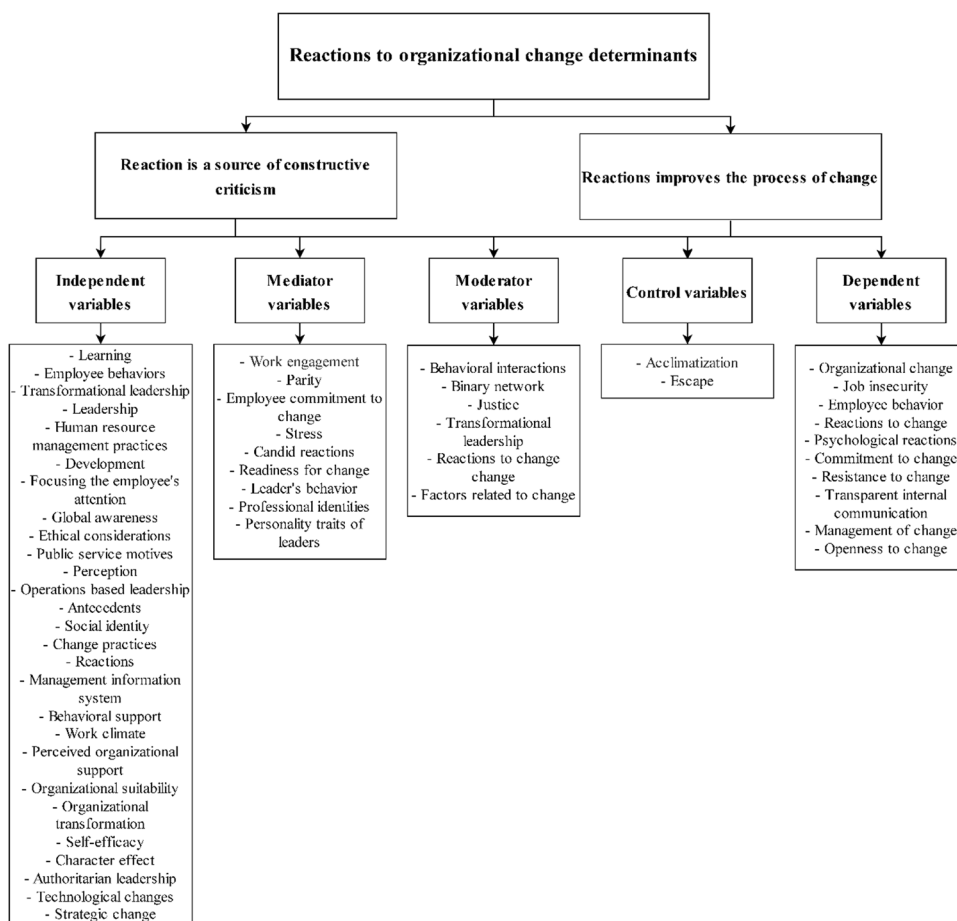 Reactions to organizational change determinants
Reaction is a source of constructive
criticism
Reactions improves the process of change
Independent
variables
Mediator
variables
Moderator
variables
Control variables
Dependent
variables
- Learning
- Employee behaviors
- Transformational leadership
- Leadership
- Human resource
management practices
- Development
- Focusing the employee's
attention
- Global awareness
- Ethical considerations
- Public service motives
- Perception
- Operations based leadership
- Antecedents
- Social identity
- Change practices
- Reactions
- Management information
system
- Behavioral support
- Work climate
- Perceived organizational
support
- Organizational suitability
- Organizational
transformation
- Self-efficacy
- Character effect
- Authoritarian leadership
- Technological changes
- Strategic change
- Work engagement
- Parity
- Employee commitment to
change
- Stress
- Candid reactions
- Readiness for change
- Leader's behavior
- Professional identities
- Personality traits of
leaders
- Behavioral interactions
- Binary network
- Justice
- Transformational
leadership
- Reactions to change
change
- Factors related to change
- Acclimatization
- Escape
- Organizational change
- Job insecurity
- Employee behavior
- Reactions to change
- Psychological reactions
- Commitment to change
- Resistance to change
- Transparent internal
communication
- Management of change
- Openness to change